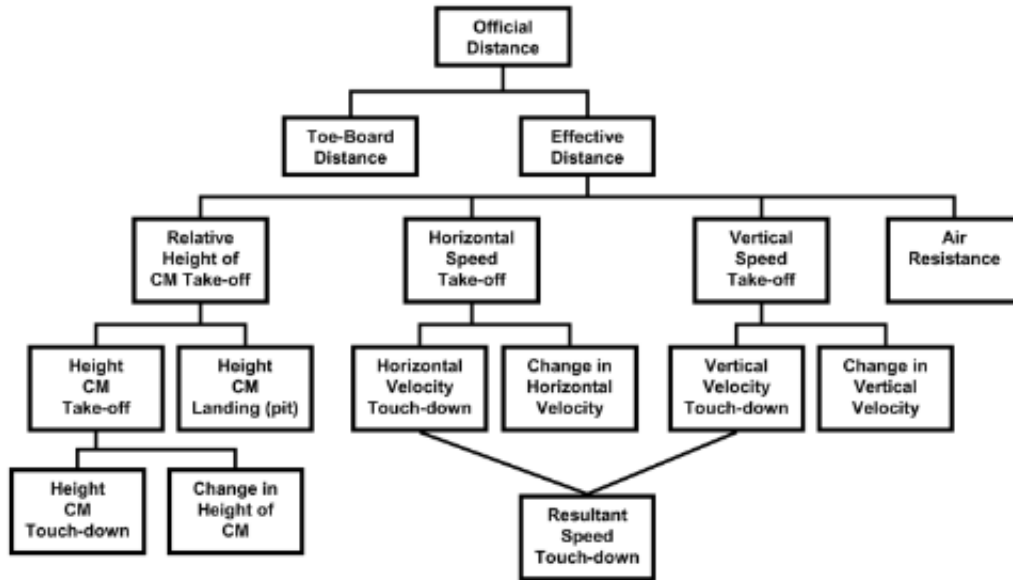 Official
Distance
Toe-Board
Distance
Effective
Distance
Relative
Height of
CM Take-off
Horizontal
Speed
Take-off
Vertical
Speed
Take-off
Air
Resistance
Height
CM
Take-off
Height
CM
Landing (pit)
Horizontal
Velocity
Touch-down
Change in
Horizontal
Velocity
Vertical
Velocity
Touch-down
Change in
Vertical
Velocity
Height
CM
Touch-down
Change in
Height of
CM
Resultant
Speed
Touch-down